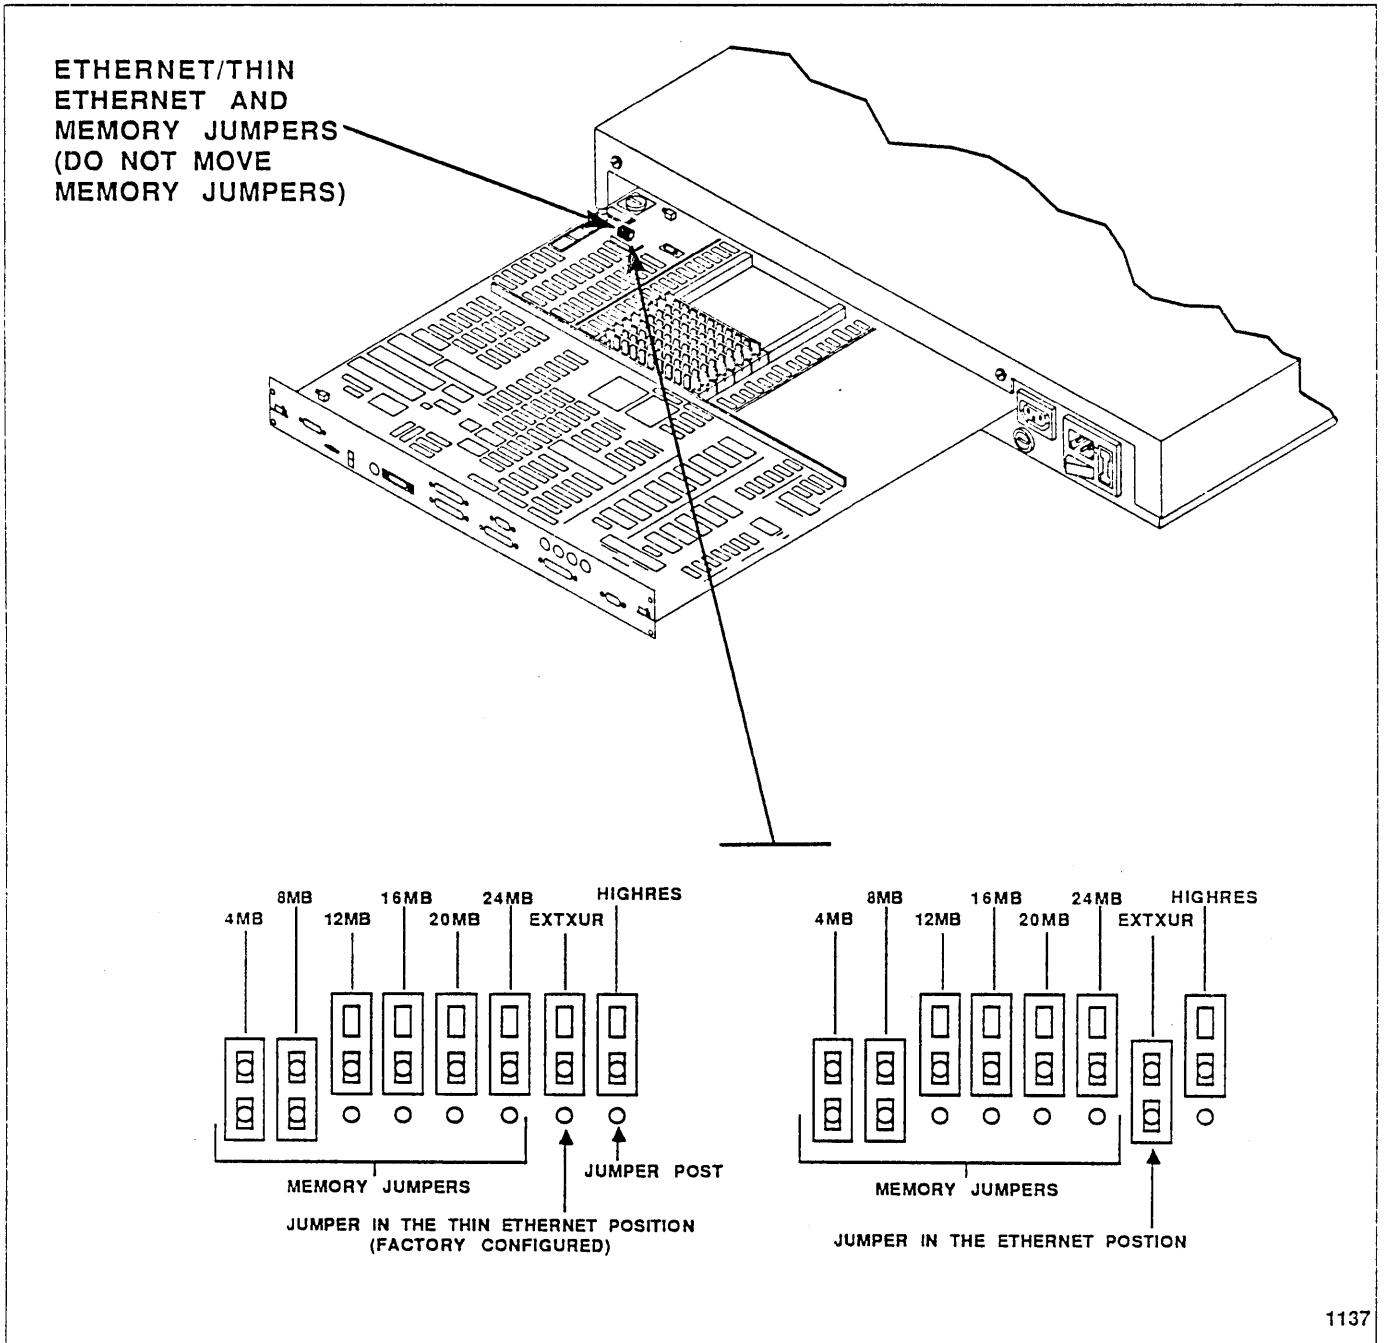 ETHERNET/THIN
ETHERNET AND
MEMORY JUMPERS
(DO NOT MOVE
MEMORY JUMPERS)
4MB
8MB
12MB
16MB
20MB
24MB
EXTXUR
HIGHRES
MEMORY JUMPERS
JUMPER POST
JUMPER IN THE THIN ETHERNET POSITION
(FACTORY CONFIGURED)
4MB
8MB
12MB
16MB
20MB
24MB
EXTXUR
HIGHRES
MEMORY JUMPERS
JUMPER IN THE ETHERNET POSTION
1137